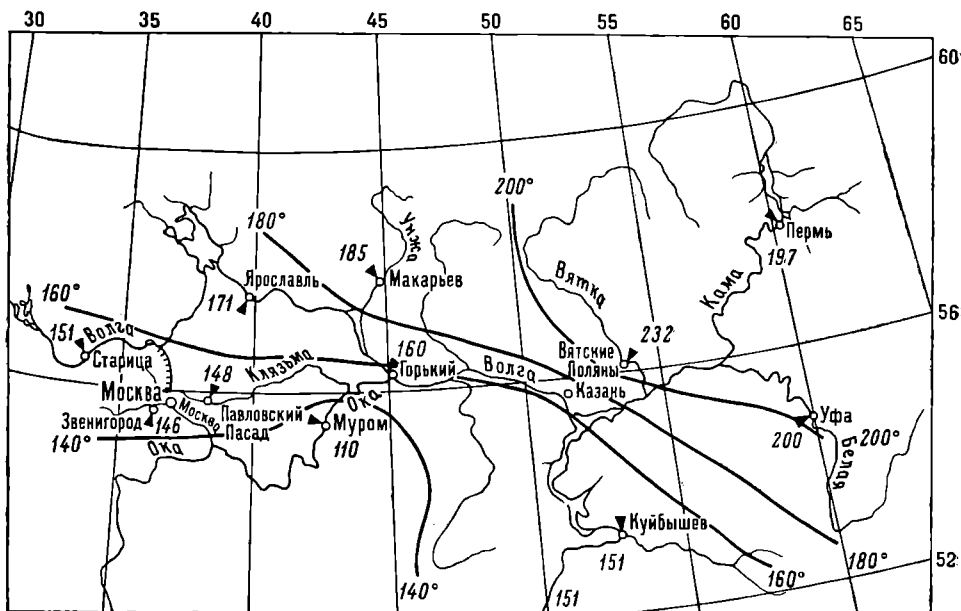 30 35 40 45 50 55 60 65
60°
200°
180°
Унжа
Пермь
197
185
Макарьев
Ярославль
171
Вятка
Кама
160°
56°
151
Волга
Старица
Клязьма
160
Горький
Волга
232
Вятские
Поляны
Казань
148
Москва
Москва
Звенигород
146
Павловский
Посад
Ока
Муром
110
Уфа
200
200°
Белая
140°
Ока
Куйбышев
151
151
140°
160°
180°
52